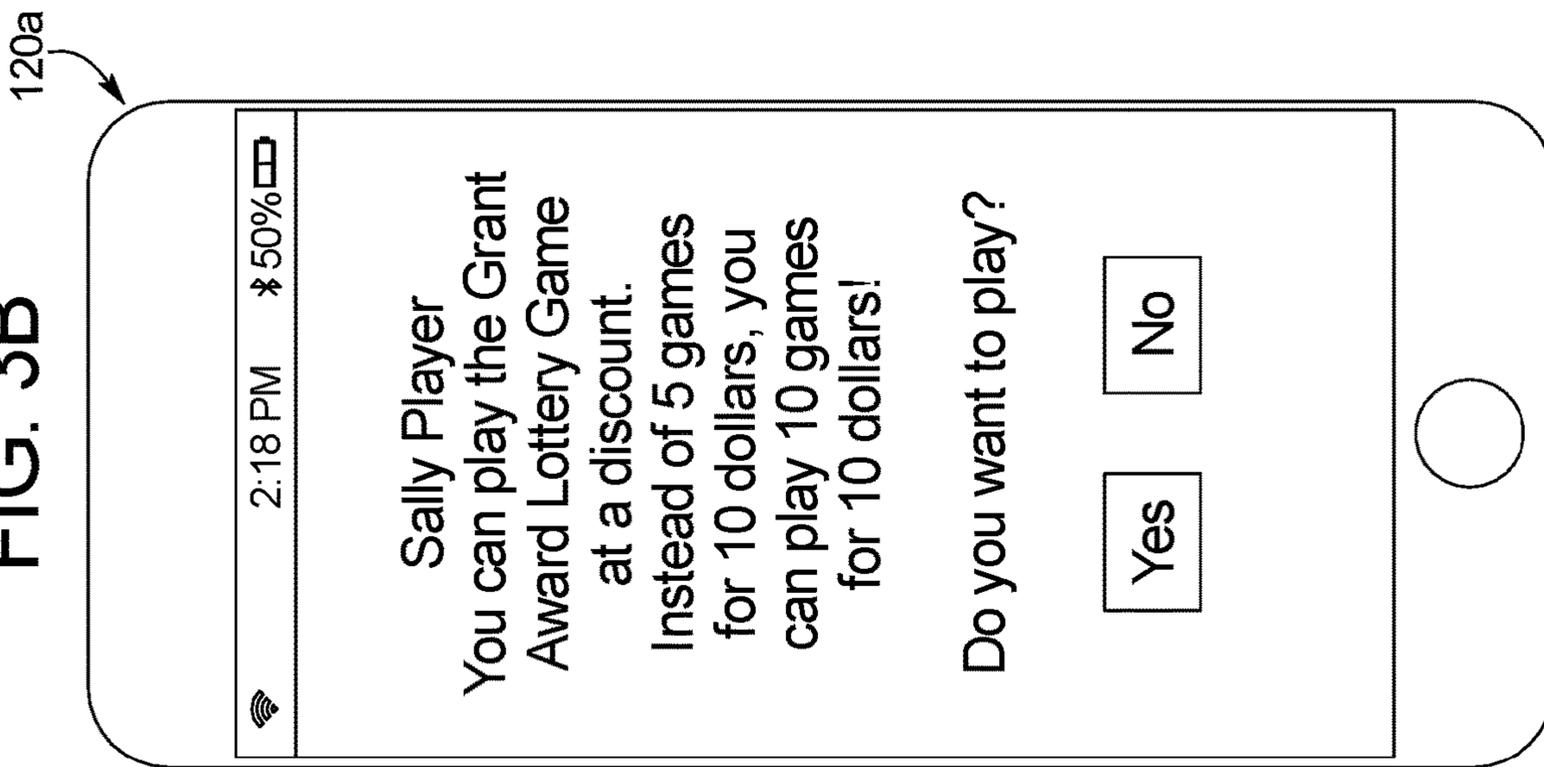 FIG. 3B
120a
2:18 PM 50%
Sally Player
You can play the Grant
Award Lottery Game
at a discount.
Instead of 5 games
for 10 dollars, you
can play 10 games
for 10 dollars!
Do you want to play?
Yes No